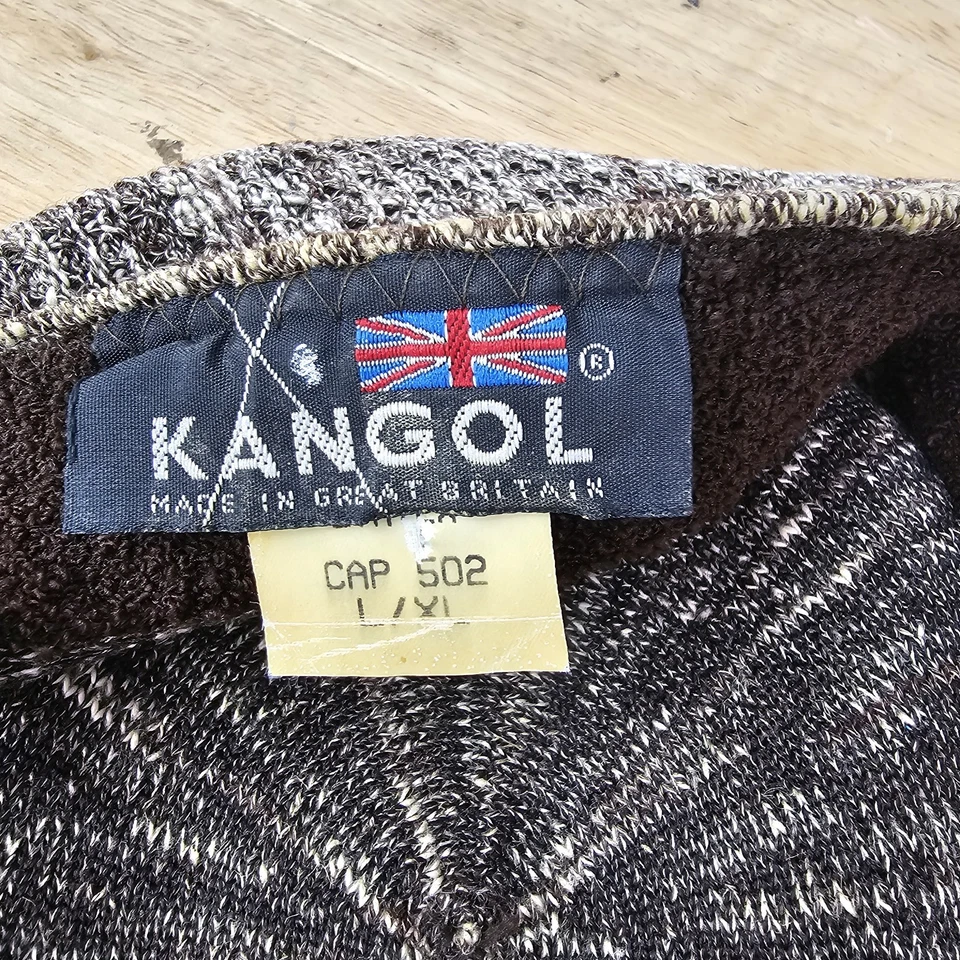 ®
KANGOL
MADE IN GREAT BRITAIN
CAP 502
L/XL